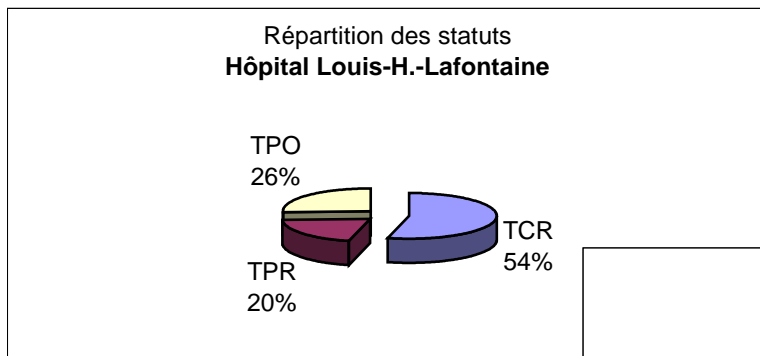 Répartition des statuts
Hôpital Louis-H.-Lafontaine
TPO
26%
TCR
54%
TPR
20%